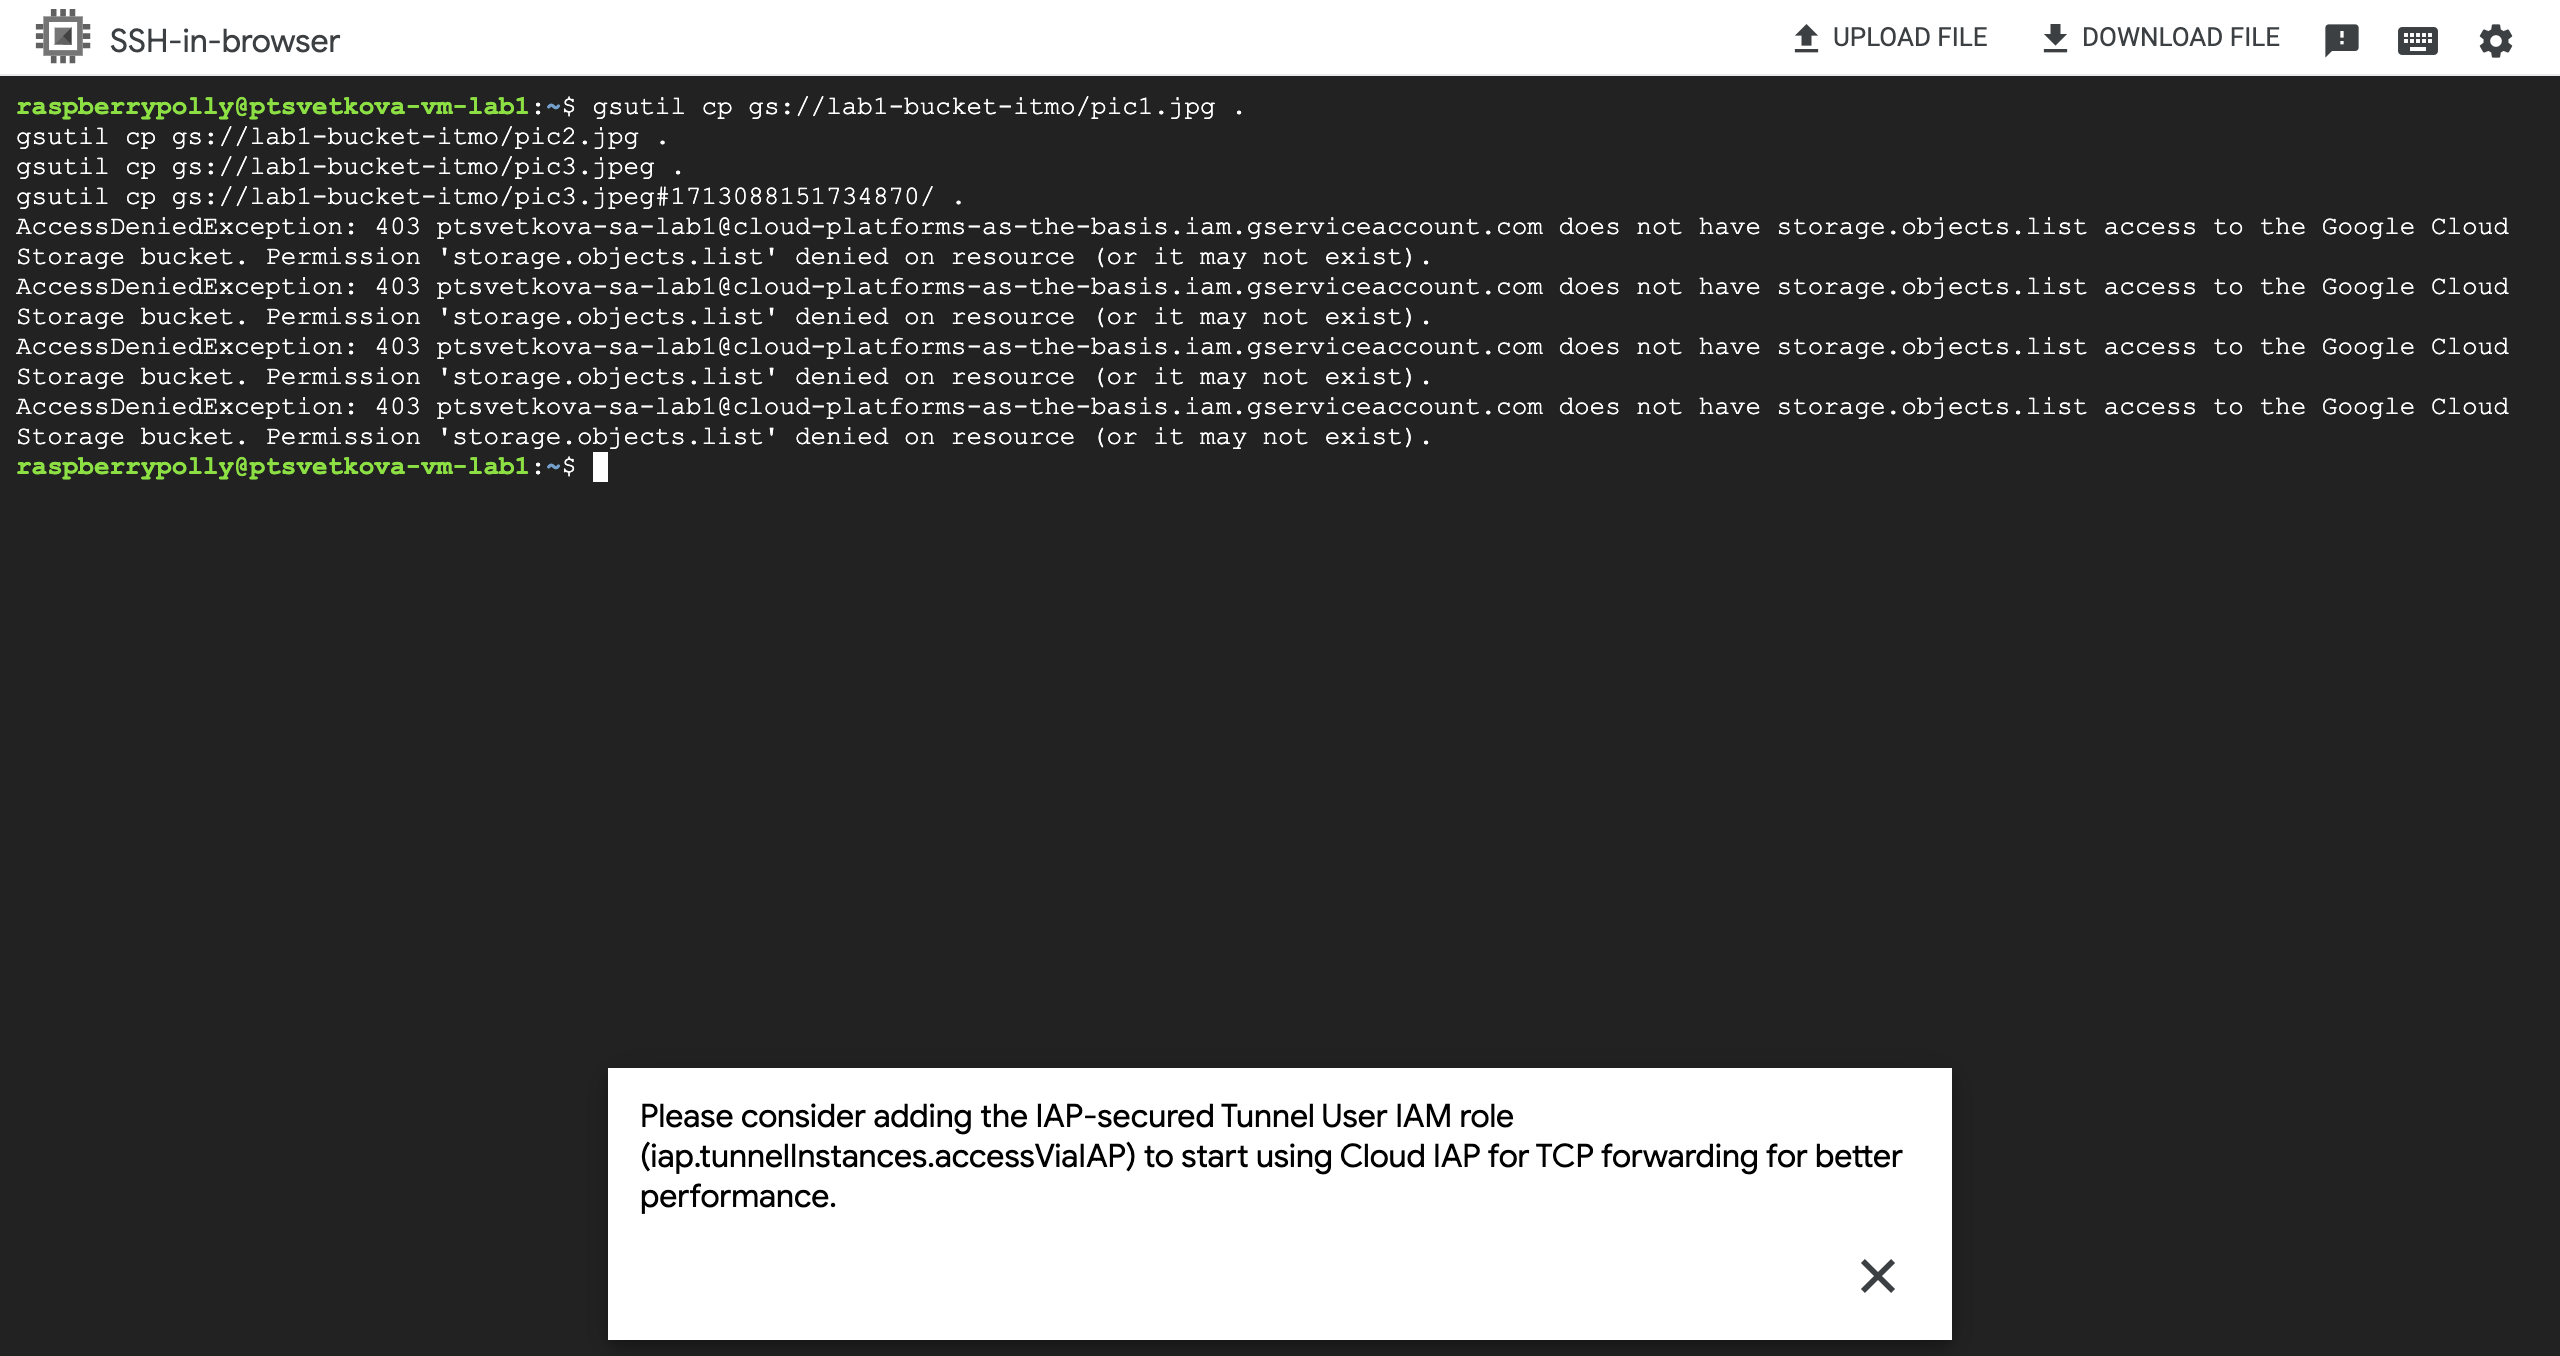 SSH-in-browser
UPLOAD FILE
DOWNLOAD FILE
raspberrypolly@ptsvetkova-vm-lab1:~$ gsutil cp gs://lab1-bucket-itmo/pic1.jpg .
gsutil cp gs://lab1-bucket-itmo/pic2.jpg .
gsutil cp gs://lab1-bucket-itmo/pic3.jpeg .
gsutil cp gs://lab1-bucket-itmo/pic3.jpeg#1713088151734870/ .
AccessDeniedException: 403 ptsvetkova-sa-lab1@cloud-platforms-as-the-basis.iam.gserviceaccount.com does not have storage.objects.list access to the Google Cloud
Storage bucket. Permission 'storage.objects.list' denied on resource (or it may not exist).
AccessDeniedException: 403 ptsvetkova-sa-lab1@cloud-platforms-as-the-basis.iam.gserviceaccount.com does not have storage.objects.list access to the Google Cloud
Storage bucket. Permission 'storage.objects.list' denied on resource (or it may not exist).
AccessDeniedException: 403 ptsvetkova-sa-lab1@cloud-platforms-as-the-basis.iam.gserviceaccount.com does not have storage.objects.list access to the Google Cloud
Storage bucket. Permission 'storage.objects.list' denied on resource (or it may not exist).
AccessDeniedException: 403 ptsvetkova-sa-lab1@cloud-platforms-as-the-basis.iam.gserviceaccount.com does not have storage.objects.list access to the Google Cloud
Storage bucket. Permission 'storage.objects.list' denied on resource (or it may not exist).
raspberrypolly@ptsvetkova-vm-lab1:~$
Please consider adding the IAP-secured Tunnel User IAM role
(iap.tunnelInstances.accessViaIAP) to start using Cloud IAP for TCP forwarding for better
performance.